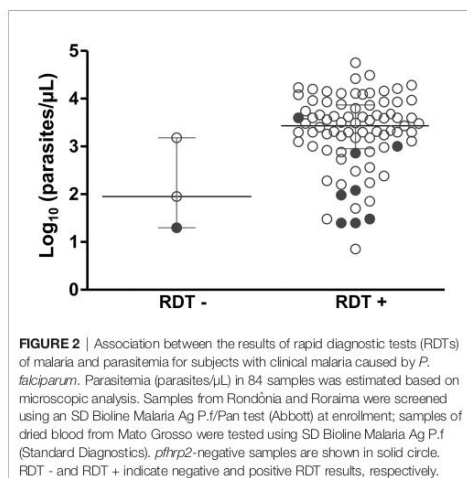 5
4
3
2
1
0
Log10 (parasites/µL)
RDT -
RDT +
FIGURE 2 | Association between the results of rapid diagnostic tests (RDTs)
of malaria and parasitemia for subjects with clinical malaria caused by P.
falciparum. Parasitemia (parasites/µL) in 84 samples was estimated based on
microscopic analysis. Samples from Rondônia and Roraima were screened
using an SD Bioline Malaria Ag P.f/Pan test (Abbott) at enrollment; samples of
dried blood from Mato Grosso were tested using SD Bioline Malaria Ag P.f
(Standard Diagnostics). pfhrp2-negative samples are shown in solid circle.
RDT - and RDT + indicate negative and positive RDT results, respectively.